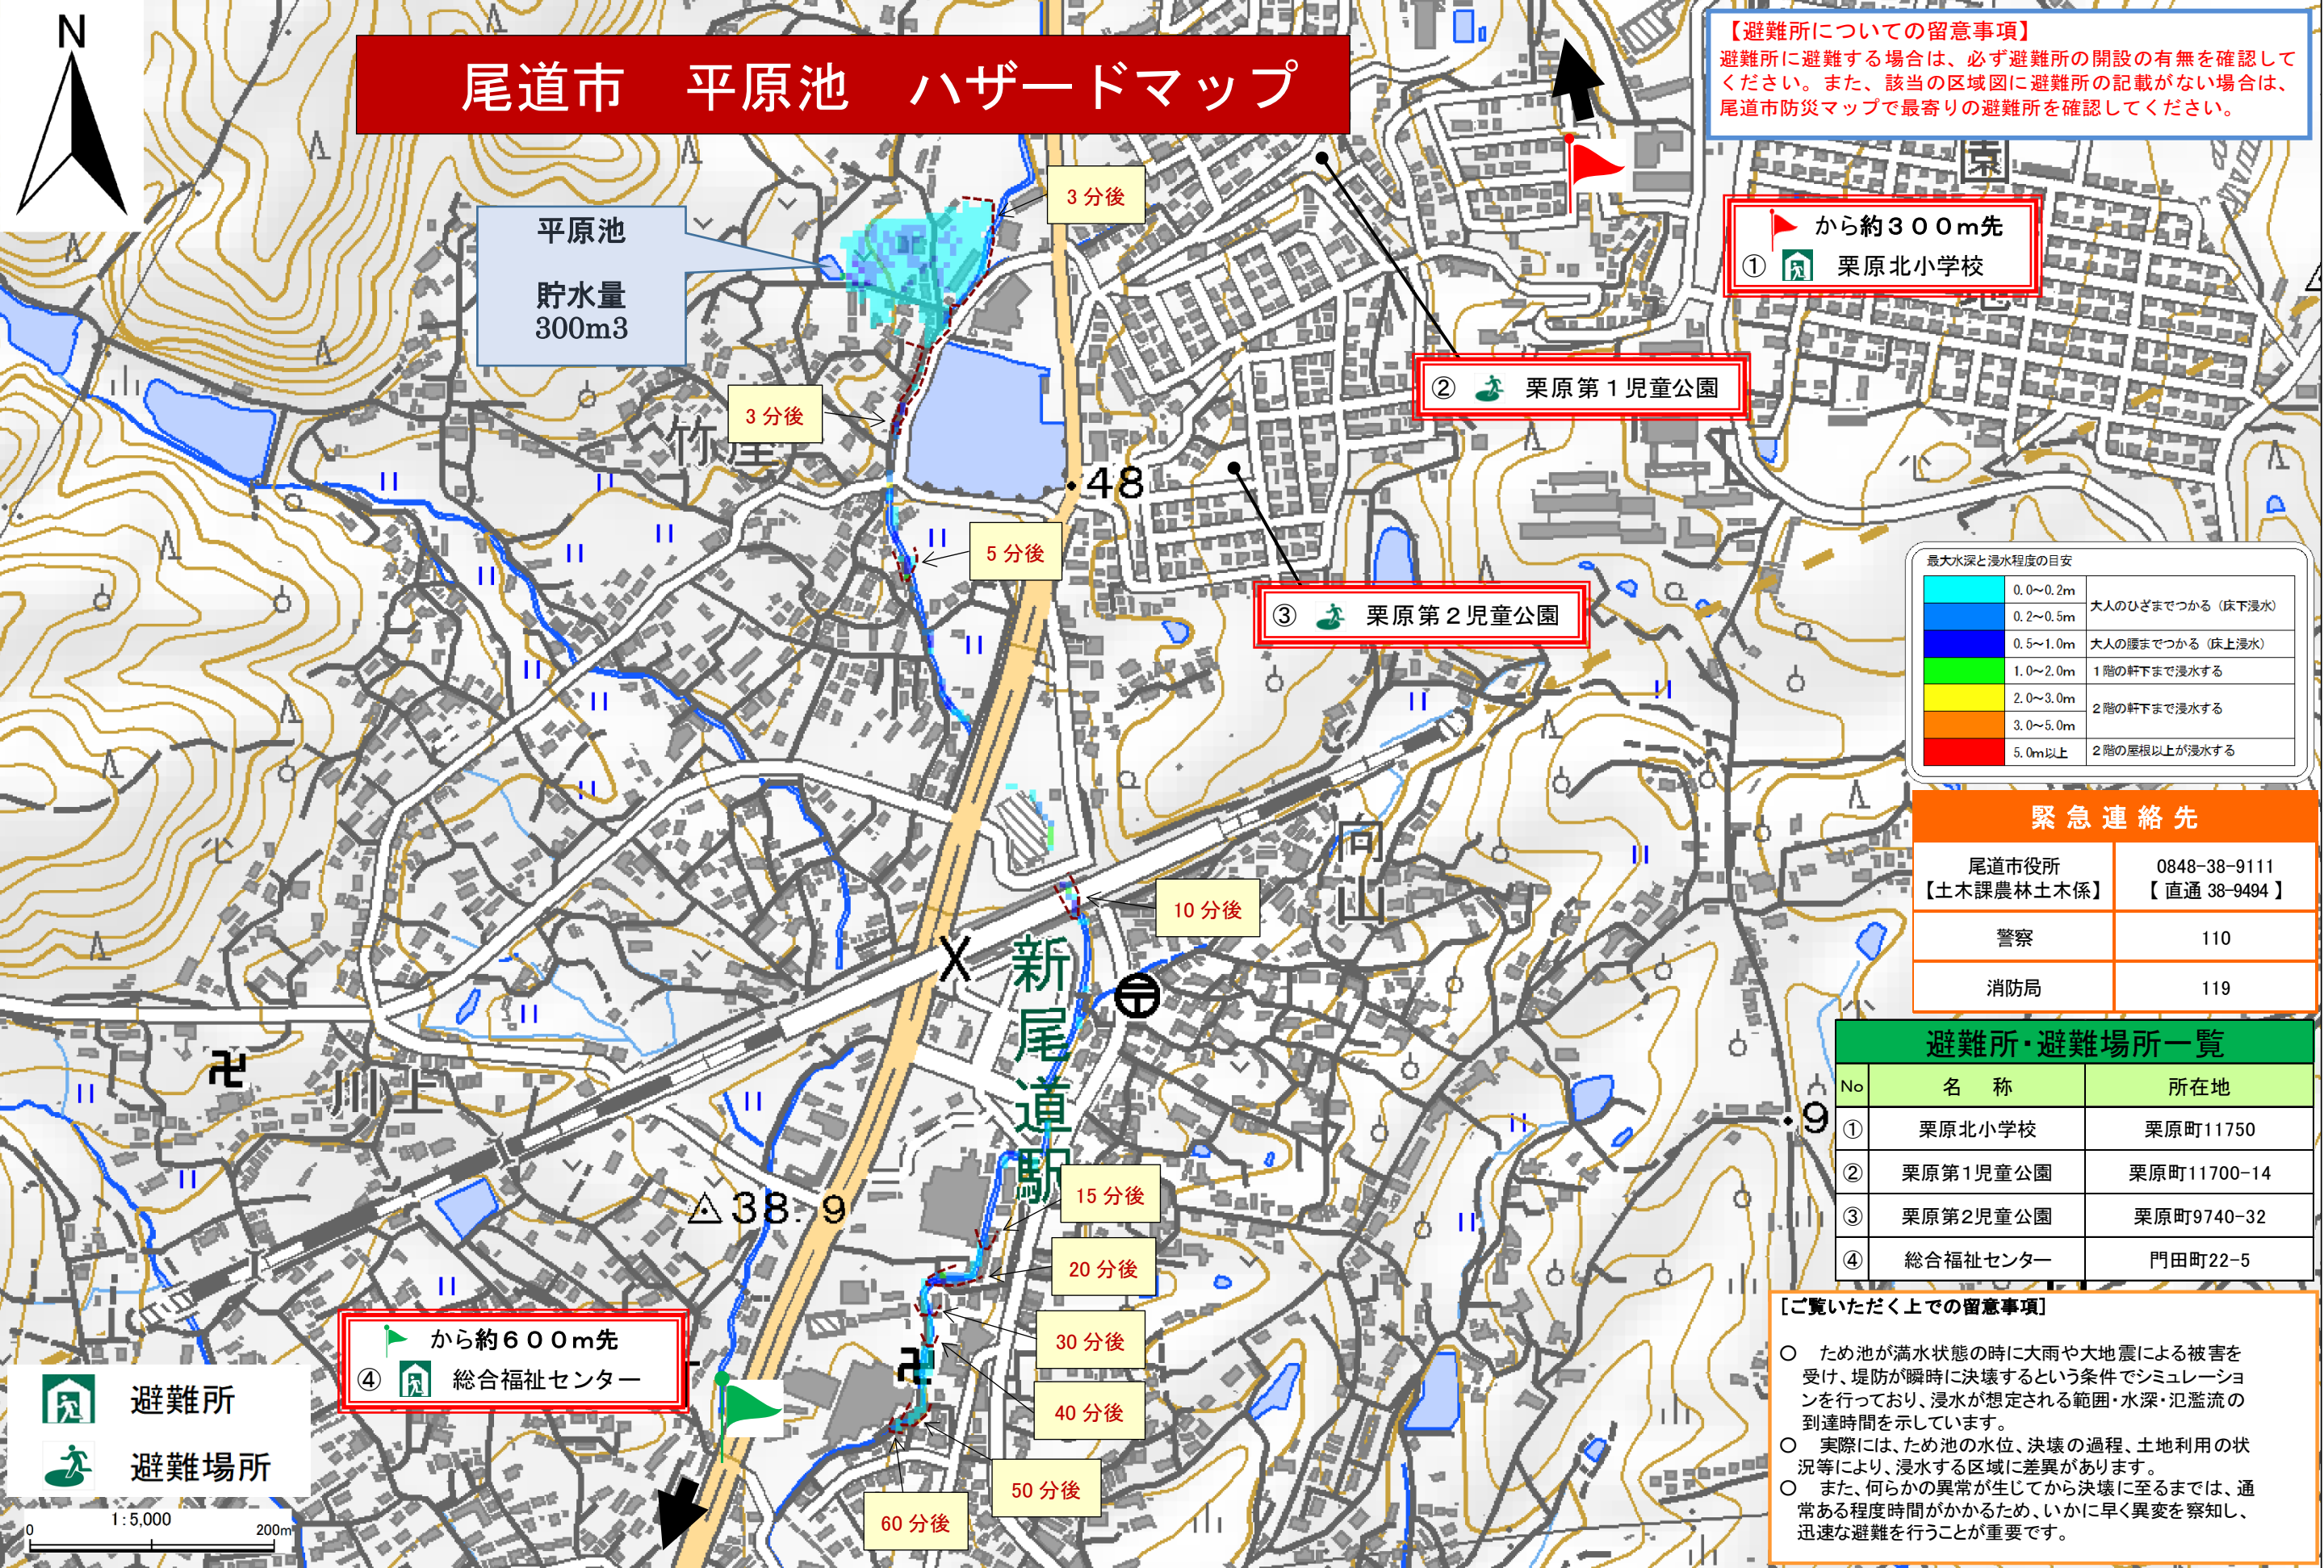 N
尾道市　平原池　ハザードマップ
【避難所についての留意事項】
避難所に避難する場合は、必ず避難所の開設の有無を確認して
ください。また、該当の区域図に避難所の記載がない場合は、
尾道市防災マップで最寄りの避難所を確認してください。
平原池
貯水量
300m3
3分後
から約３００ｍ先
① 栗原北小学校
② 栗原第１児童公園
3分後
48
5分後
③ 栗原第２児童公園
最大水深と浸水程度の目安
0.0～0.2m
大人のひざまでつかる（床下浸水）
0.2～0.5m
0.5～1.0m 大人の腰までつかる（床上浸水）
1.0～2.0m 1階の軒下まで浸水する
2.0～3.0m
2階の軒下まで浸水する
3.0～5.0m
5.0m以上 2階の屋根以上が浸水する
緊急連絡先
尾道市役所 0848-38-9111
【土木課農林土木係】 【直通 38-9494】
警察 110
消防局 119
向山
10分後
新尾道駅
川上
避難所・避難場所一覧
No 名　称 所在地
① 栗原北小学校 栗原町11750
② 栗原第1児童公園 栗原町11700-14
③ 栗原第2児童公園 栗原町9740-32
④ 総合福祉センター 門田町22-5
9
38.9
15分後
20分後
30分後
40分後
50分後
60分後
から約６００ｍ先
④ 総合福祉センター
避難所
避難場所
1:5,000
0 200m
［ご覧いただく上での留意事項］
○　ため池が満水状態の時に大雨や大地震による被害を
受け、堤防が瞬時に決壊するという条件でシミュレーショ
ンを行っており、浸水が想定される範囲・水深・氾濫流の
到達時間を示しています。
○　実際には、ため池の水位、決壊の過程、土地利用の状
況等により、浸水する区域に差異があります。
○　また、何らかの異常が生じてから決壊に至るまでは、通
常ある程度時間がかかるため、いかに早く異変を察知し、
迅速な避難を行うことが重要です。